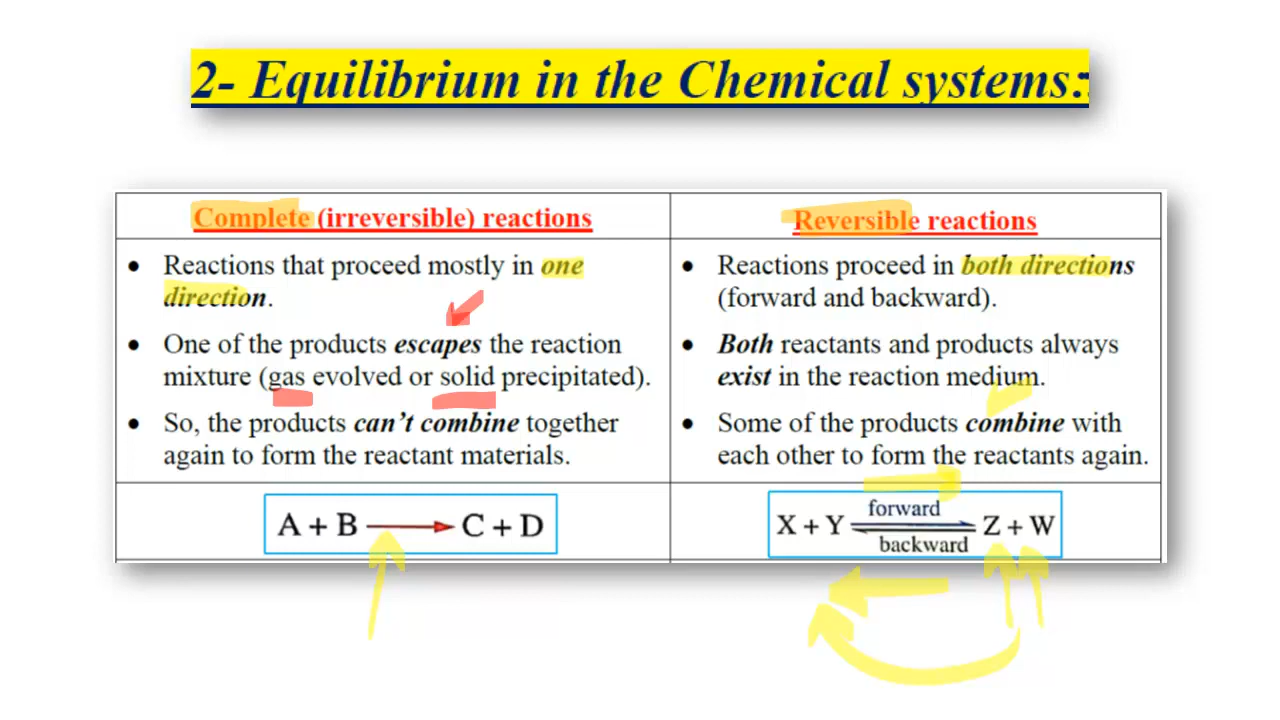 2- Equilibrium in the Chemical systems:
Complete (irreversible) reactions
• Reactions that proceed mostly in one
direction.
• One of the products escapes the reaction
mixture (gas evolved or solid precipitated).
• So, the products can't combine together
again to form the reactant materials.
A + B ⟶ C + D
Reversible reactions
• Reactions proceed in both directions
(forward and backward).
• Both reactants and products always
exist in the reaction medium.
• Some of the products combine with
each other to form the reactants again.
forward
X + Y ⇌ Z + W
backward